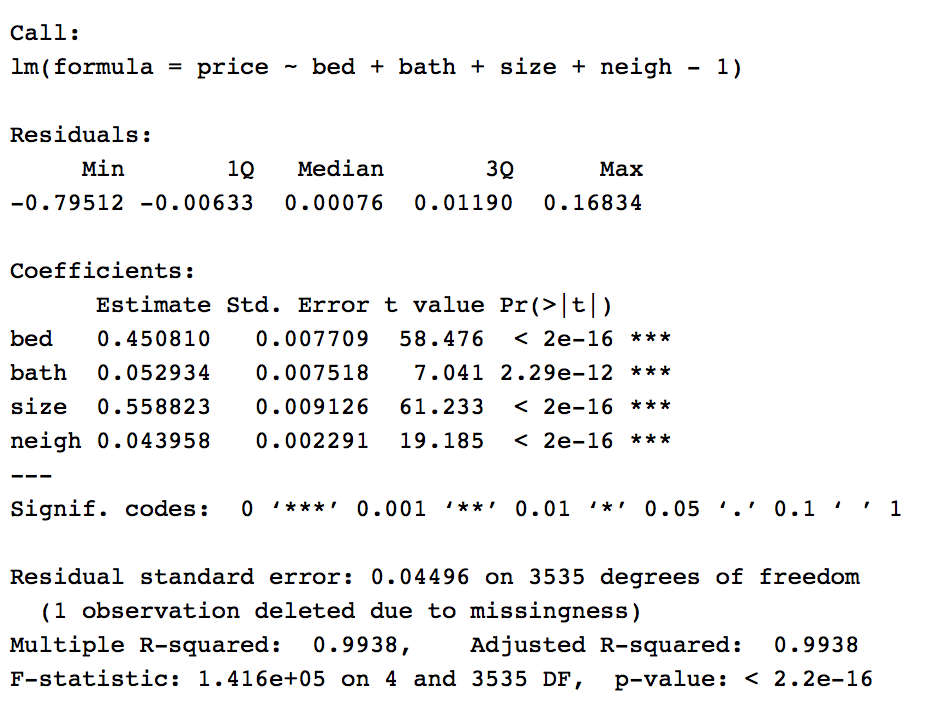 Call:
lm(formula = price ~ bed + bath + size + neigh - 1)
Residuals:
Min 1Q Median 3Q Max
-0.79512 -0.00633 0.00076 0.01190 0.16834
Coefficients:
Estimate Std. Error t value Pr(>|t|)
bed 0.450810 0.007709 58.476 < 2e-16 ***
bath 0.052934 0.007518 7.041 2.29e-12 ***
size 0.558823 0.009126 61.233 < 2e-16 ***
neigh 0.043958 0.002291 19.185 < 2e-16 ***
---
Signif. codes: 0 ‘***’ 0.001 ‘**’ 0.01 ‘*’ 0.05 ‘.’ 0.1 ‘ ’ 1
Residual standard error: 0.04496 on 3535 degrees of freedom
(1 observation deleted due to missingness)
Multiple R-squared: 0.9938, Adjusted R-squared: 0.9938
F-statistic: 1.416e+05 on 4 and 3535 DF, p-value: < 2.2e-16